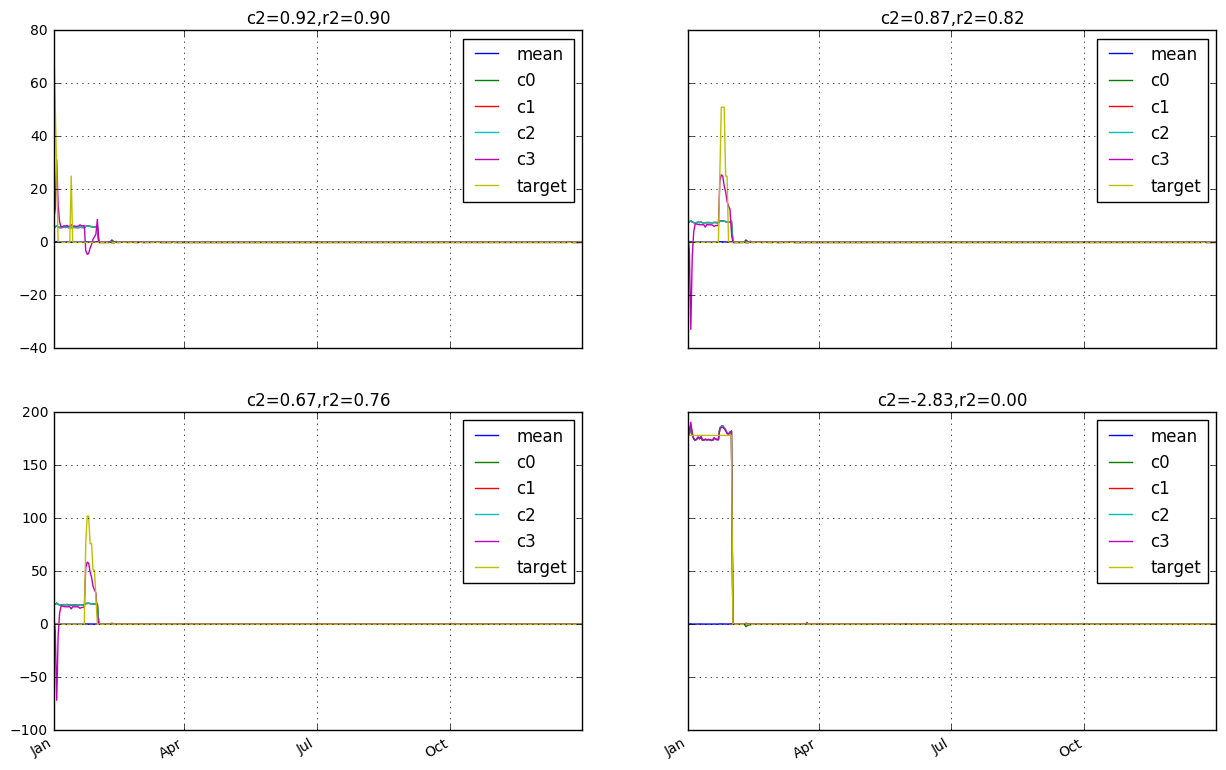 c2=0.92,r2=0.90
80
60
40
20
0
−20
−40
mean
c0
c1
c2
c3
target
c2=0.87,r2=0.82
mean
c0
c1
c2
c3
target
c2=0.67,r2=0.76
200
150
100
50
0
−50
−100
mean
c0
c1
c2
c3
target
Jan
Apr
Jul
Oct
c2=-2.83,r2=0.00
mean
c0
c1
c2
c3
target
Jan
Apr
Jul
Oct